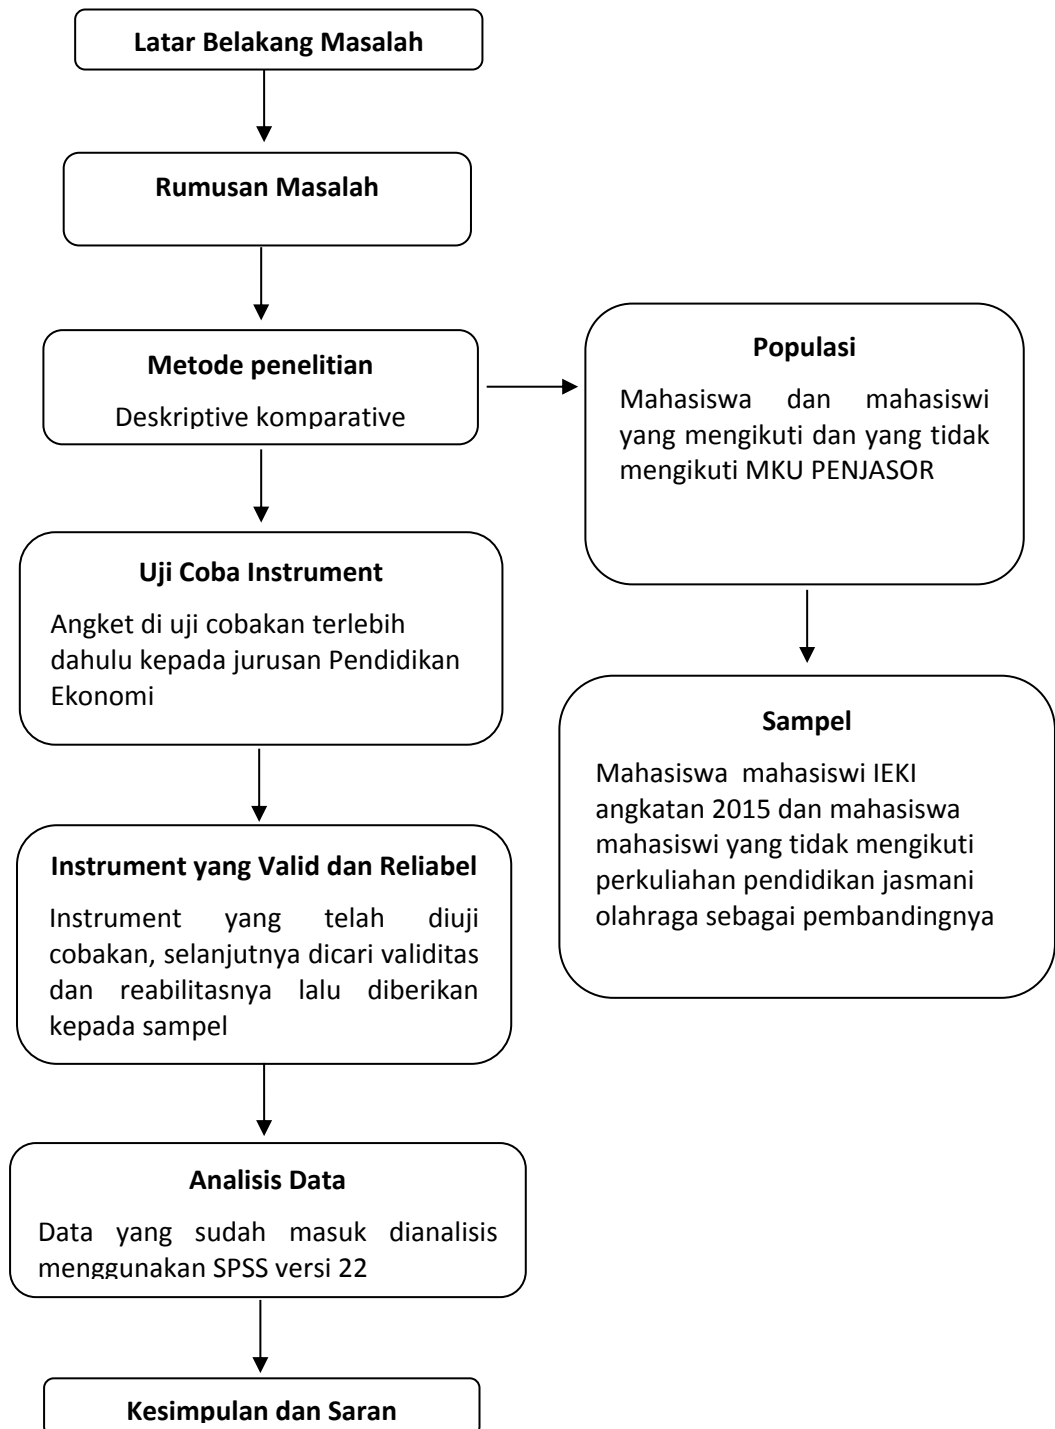 Latar Belakang Masalah
Rumusan Masalah
Metode penelitian
Deskriptive komparative
Populasi
Mahasiswa dan mahasiswi
yang mengikuti dan yang tidak
mengikuti MKU PENJASOR
Uji Coba Instrument
Angket di uji cobakan terlebih
dahulu kepada jurusan Pendidikan
Ekonomi
Sampel
Mahasiswa mahasiswi IEKI
angkatan 2015 dan mahasiswa
mahasiswi yang tidak mengikuti
perkuliahan pendidikan jasmani
olahraga sebagai pembandingnya
Instrument yang Valid dan Reliabel
Instrument yang telah diuji
cobakan, selanjutnya dicari validitas
dan reabilitasnya lalu diberikan
kepada sampel
Analisis Data
Data yang sudah masuk dianalisis
menggunakan SPSS versi 22
Kesimpulan dan Saran